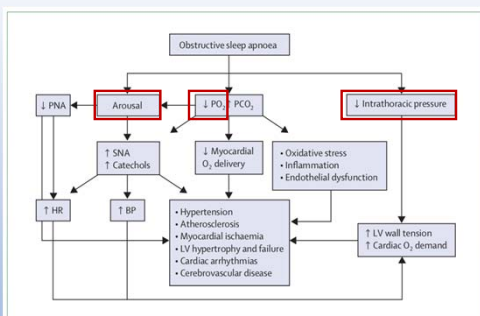 Obstructive sleep apnoea
↓ PNA
Arousal
↓ PO₂ ↑ PCO₂
↓ Intrathoracic pressure
↑ SNA
↑ Catechols
↓ Myocardial
O₂ delivery
• Oxidative stress
• Inflammation
• Endothelial dysfunction
↑ HR
↑ BP
• Hypertension
• Atherosclerosis
• Myocardial ischaemia
• LV hypertrophy and failure
• Cardiac arrhythmias
• Cerebrovascular disease
↑ LV wall tension
↑ Cardiac O₂ demand